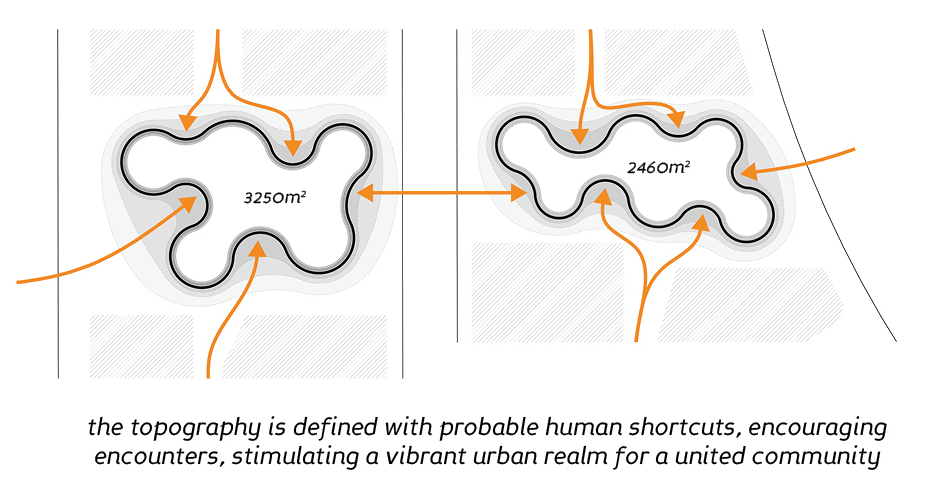 3250m²
2460m²
the topography is defined with probable human shortcuts, encouraging
encounters, stimulating a vibrant urban realm for a united community